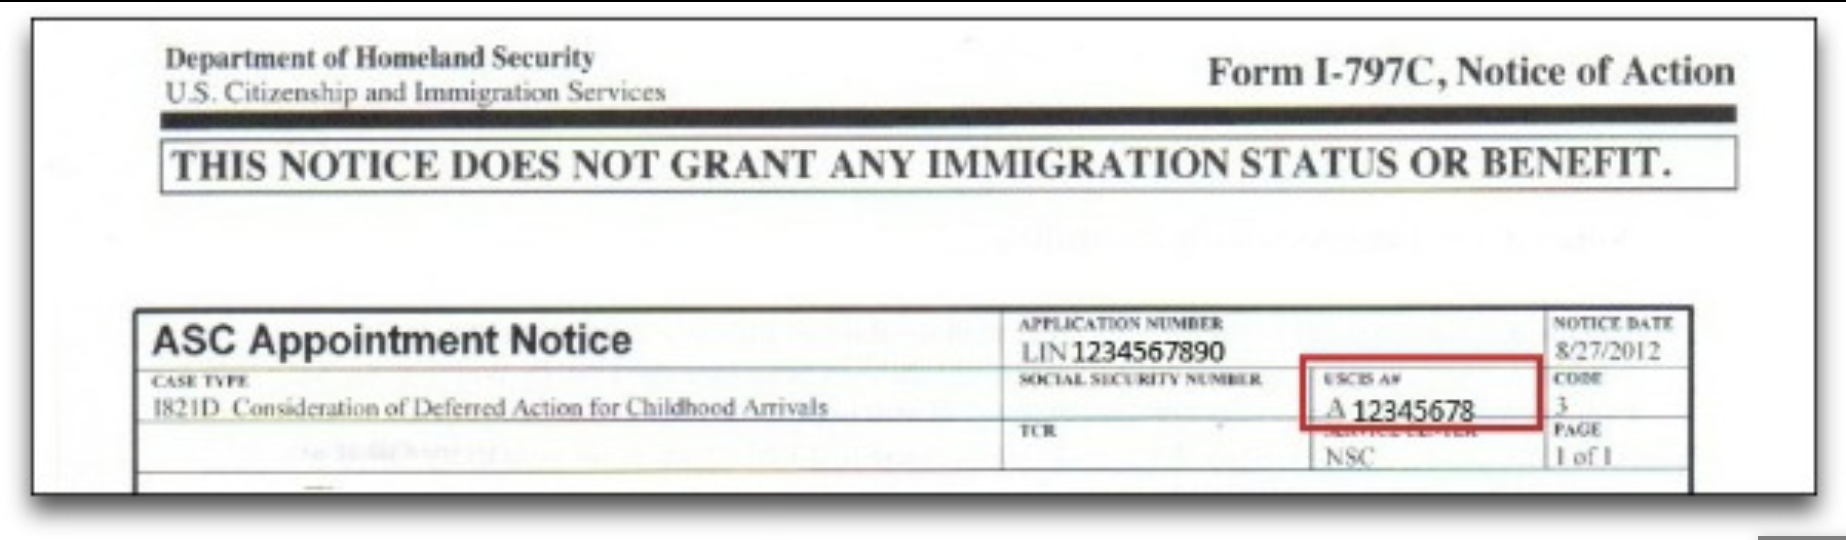 Department of Homeland Security
U.S. Citizenship and Immigration Services
Form I-797C, Notice of Action
THIS NOTICE DOES NOT GRANT ANY IMMIGRATION STATUS OR BENEFIT.
ASC Appointment Notice
APPLICATION NUMBER
LIN 1234567890
NOTICE DATE
8/27/2012
CASE TYPE
I821D Consideration of Deferred Action for Childhood Arrivals
SOCIAL SECURITY NUMBER
USCIS A#
A 12345678
CODE
3
TCR
SERVICE CENTER
NSC
PAGE
1 of 1